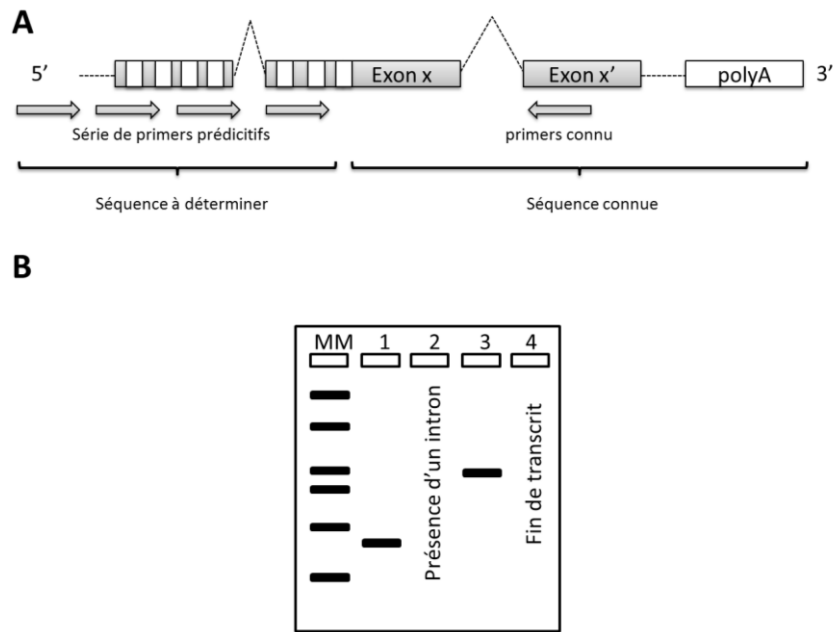 A
5’
Exon x
Exon x’
polyA
3’
Série de primers prédicitifs
primers connu
Séquence à déterminer
Séquence connue
B
MM 1 2 3 4
Présence d’un intron
Fin de transcrit